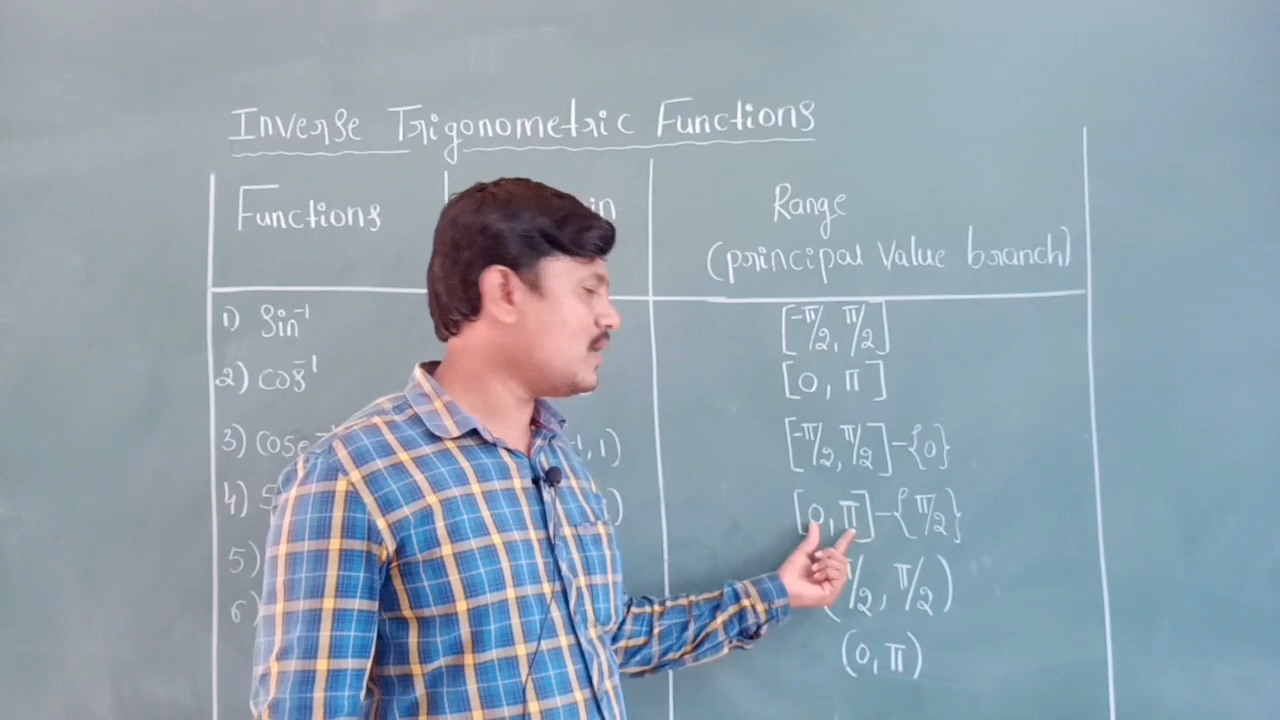 Inverse Trigonometric Functions
Functions
Range
(principal value branch)
1) Sin⁻¹ [-π/2, π/2]
2) cos⁻¹ [0, π]
3) [-π/2, π/2]-{0}
4) [0, π]-{π/2}
5) π/2)
6) (0, π)